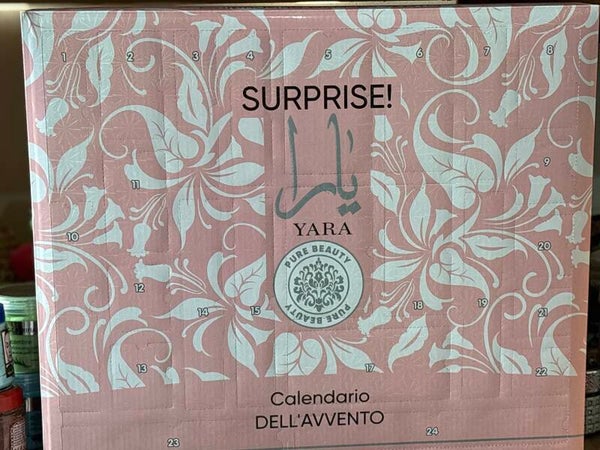 1 2 3 4 5 6 7 8
SURPRISE!
يارا
9
11
YARA
10
20
PURE BEAUTY
12
14 15 18 19 21
PURE BEAUTY
13 17 22
Calendario
DELL'AVVENTO
23 24